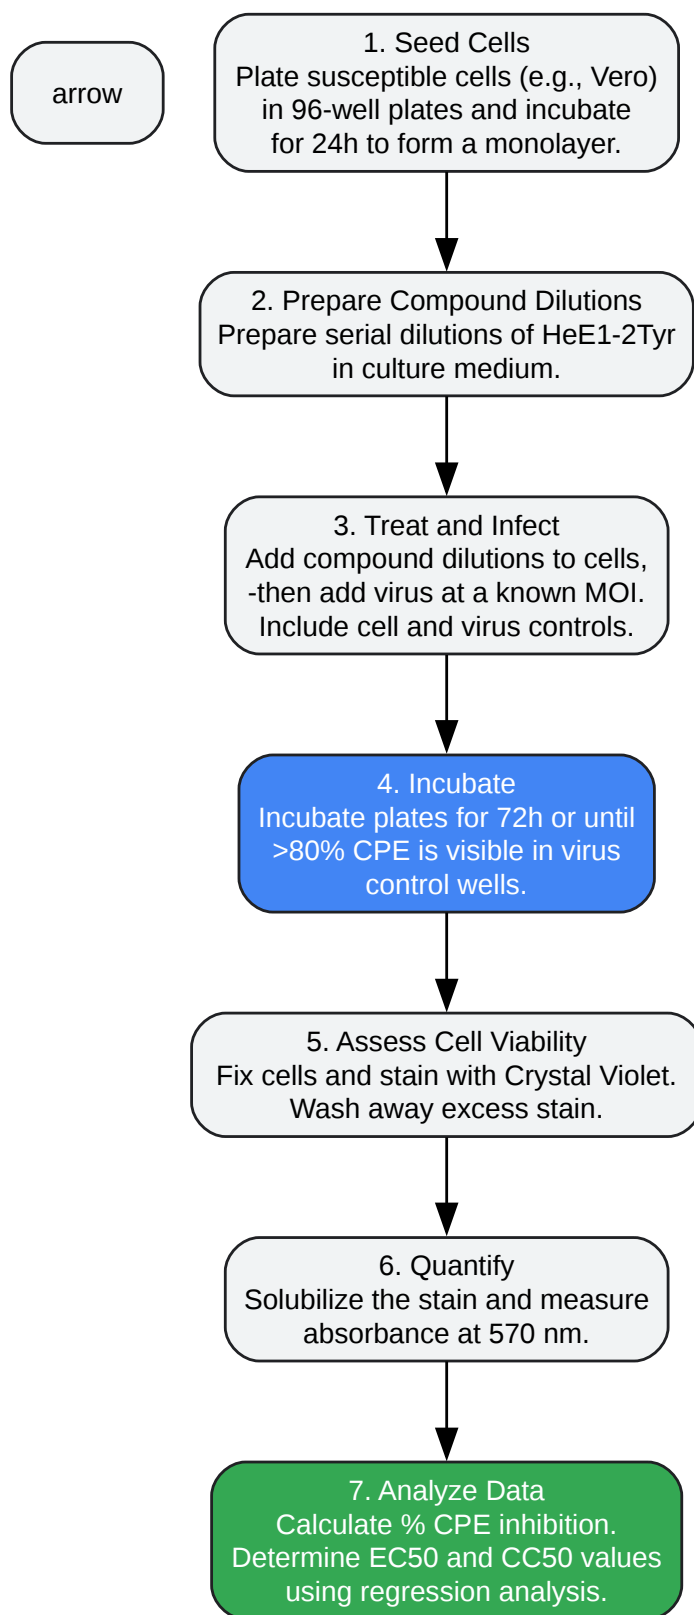 arrow
1. Seed Cells
Plate susceptible cells (e.g., Vero)
in 96-well plates and incubate
for 24h to form a monolayer.
2. Prepare Compound Dilutions
Prepare serial dilutions of HeE1-2Tyr
in culture medium.
3. Treat and Infect
Add compound dilutions to cells,
-then add virus at a known MOI.
Include cell and virus controls.
4. Incubate
Incubate plates for 72h or until
>80% CPE is visible in virus
control wells.
5. Assess Cell Viability
Fix cells and stain with Crystal Violet.
Wash away excess stain.
6. Quantify
Solubilize the stain and measure
absorbance at 570 nm.
7. Analyze Data
Calculate % CPE inhibition.
Determine EC50 and CC50 values
using regression analysis.